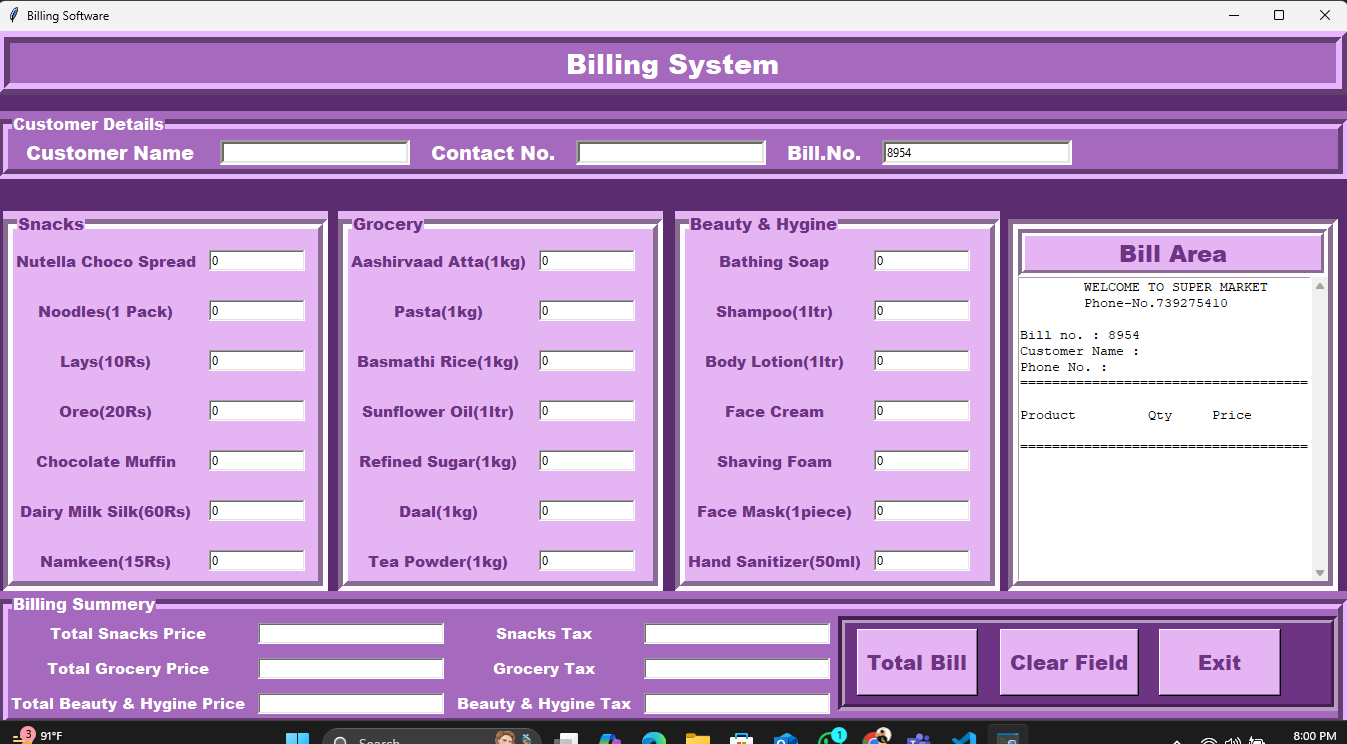 Billing Software
Billing System
Customer Details
Customer Name Contact No. Bill.No. 8954
Snacks
Nutella Choco Spread 0
Noodles(1 Pack) 0
Lays(10Rs) 0
Oreo(20Rs) 0
Chocolate Muffin 0
Dairy Milk Silk(60Rs) 0
Namkeen(15Rs) 0
Grocery
Aashirvaad Atta(1kg) 0
Pasta(1kg) 0
Basmathi Rice(1kg) 0
Sunflower Oil(1ltr) 0
Refined Sugar(1kg) 0
Daal(1kg) 0
Tea Powder(1kg) 0
Beauty & Hygine
Bathing Soap 0
Shampoo(1ltr) 0
Body Lotion(1ltr) 0
Face Cream 0
Shaving Foam 0
Face Mask(1piece) 0
Hand Sanitizer(50ml) 0
Bill Area
WELCOME TO SUPER MARKET
Phone-No.739275410
Bill no. : 8954
Customer Name :
Phone No. :
====================================
Product Qty Price
====================================
Billing Summery
Total Snacks Price Snacks Tax
Total Grocery Price Grocery Tax
Total Beauty & Hygine Price Beauty & Hygine Tax
Total Bill Clear Field Exit
3 91°F Search 1 8:00 PM